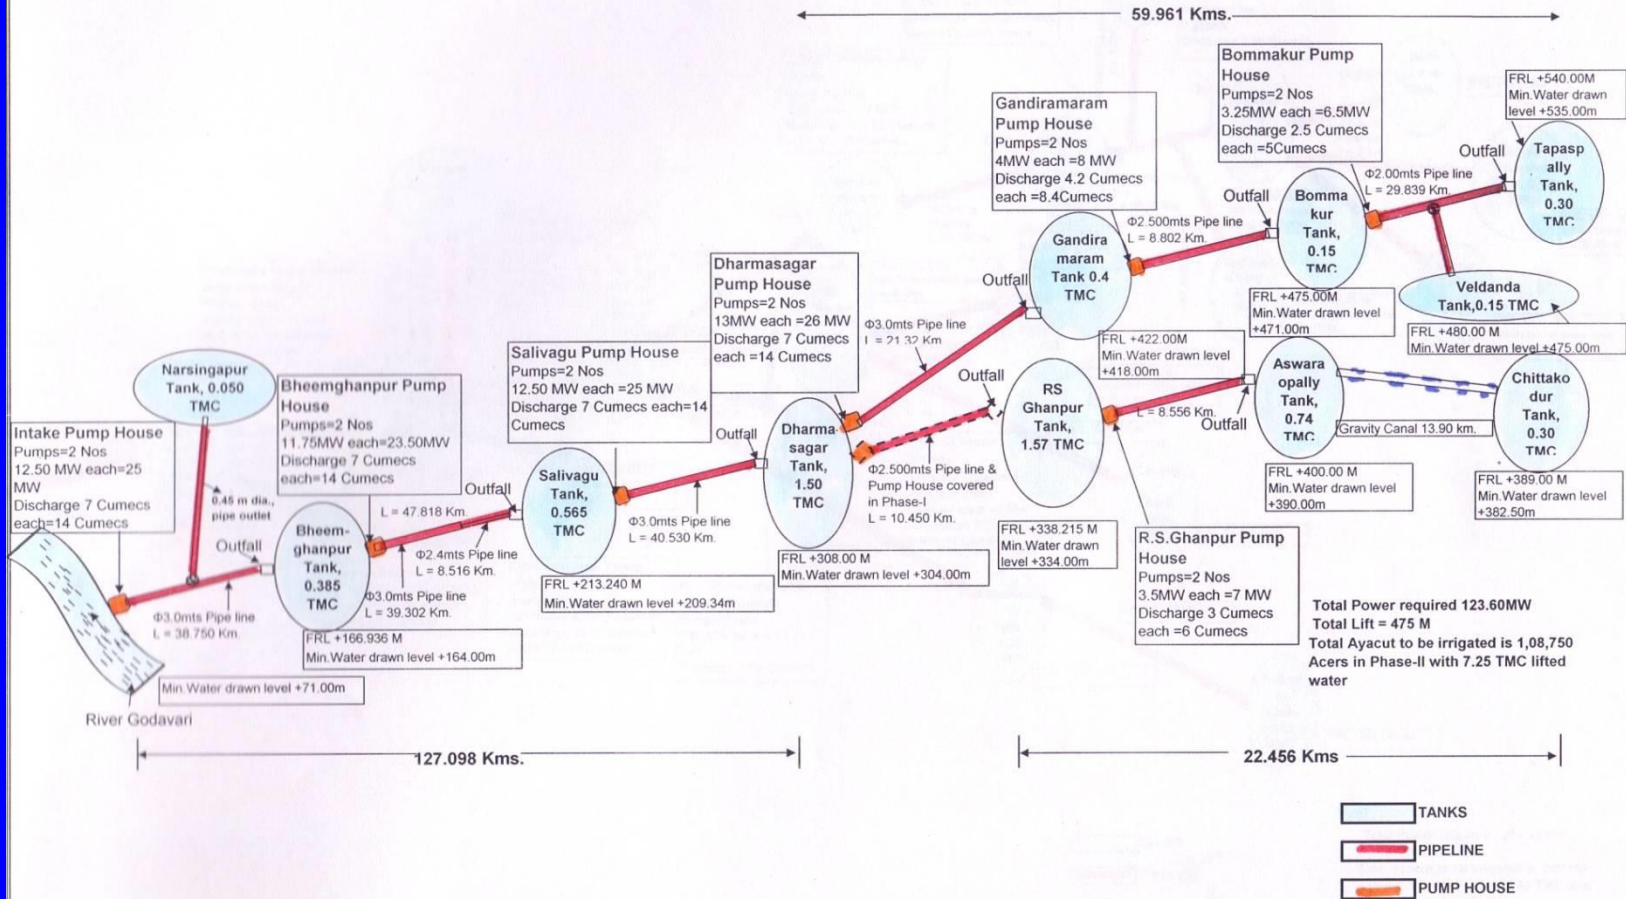 59.961 Kms.
Bommakur Pump
House
Pumps=2 Nos
3.25MW each =6.5MW
Discharge 2.5 Cumecs
each =5Cumecs
FRL +540.00M
Min.Water drawn
level +535.00m
Gandiramaram
Pump House
Pumps=2 Nos
4MW each =8 MW
Discharge 4.2 Cumecs
each =8.4Cumecs
Outfall
Tapasp
ally
Tank,
0.30
TMC
Φ2.00mts Pipe line
L = 29.839 Km.
Outfall
Bomma
kur
Tank,
0.15
TMC
Φ2.500mts Pipe line
L = 8.802 Km.
Gandira
maram
Tank 0.4
TMC
Dharmasagar
Pump House
Pumps=2 Nos
13MW each =26 MW
Discharge 7 Cumecs
each =14 Cumecs
Outfall
Veldanda
Tank,0.15 TMC
FRL +475.00M
Min.Water drawn level
+471.00m
FRL +480.00 M
Min.Water drawn level +475.00m
Φ3.0mts Pipe line
L = 21.32 Km
FRL +422.00M
Min.Water drawn level
+418.00m
Salivagu Pump House
Pumps=2 Nos
12.50 MW each =25 MW
Discharge 7 Cumecs each=14
Cumecs
Narsingapur
Tank, 0.050
TMC
Bheemghanpur Pump
House
Pumps=2 Nos
11.75MW each=23.50MW
Discharge 7 Cumecs
each=14 Cumecs
Outfall
RS
Ghanpur
Tank,
1.57 TMC
Aswara
opally
Tank,
0.74
TMC
Chittako
dur
Tank,
0.30
TMC
L = 8.556 Km.
Outfall
Gravity Canal 13.90 km.
Intake Pump House
Pumps=2 Nos
12.50 MW each=25
MW
Discharge 7 Cumecs
each=14 Cumecs
Outfall
Dharma-
sagar
Tank,
1.50
TMC
Φ2.500mts Pipe line &
Pump House covered
in Phase-I
L = 10.450 Km.
FRL +400.00 M
Min.Water drawn level
+390.00m
FRL +389.00 M
Min.Water drawn level
+382.50m
0.45 m dia.,
pipe outlet
Outfall
Salivagu
Tank,
0.565
TMC
L = 47.818 Km.
Φ3.0mts Pipe line
L = 40.530 Km.
Outfall
Bheem-
ghanpur
Tank,
0.385
TMC
Φ2.4mts Pipe line
L = 8.516 Km.
Φ3.0mts Pipe line
L = 39.302 Km.
FRL +213.240 M
Min.Water drawn level +209.34m
FRL +308.00 M
Min.Water drawn level +304.00m
FRL +338.215 M
Min.Water drawn
level +334.00m
R.S.Ghanpur Pump
House
Pumps=2 Nos
3.5MW each =7 MW
Discharge 3 Cumecs
each =6 Cumecs
Φ3.0mts Pipe line
L = 38.750 Km.
FRL +166.936 M
Min.Water drawn level +164.00m
Total Power required 123.60MW
Total Lift = 475 M
Total Ayacut to be irrigated is 1,08,750
Acers in Phase-II with 7.25 TMC lifted
water
Min.Water drawn level +71.00m
River Godavari
127.098 Kms.
22.456 Kms
TANKS
PIPELINE
PUMP HOUSE